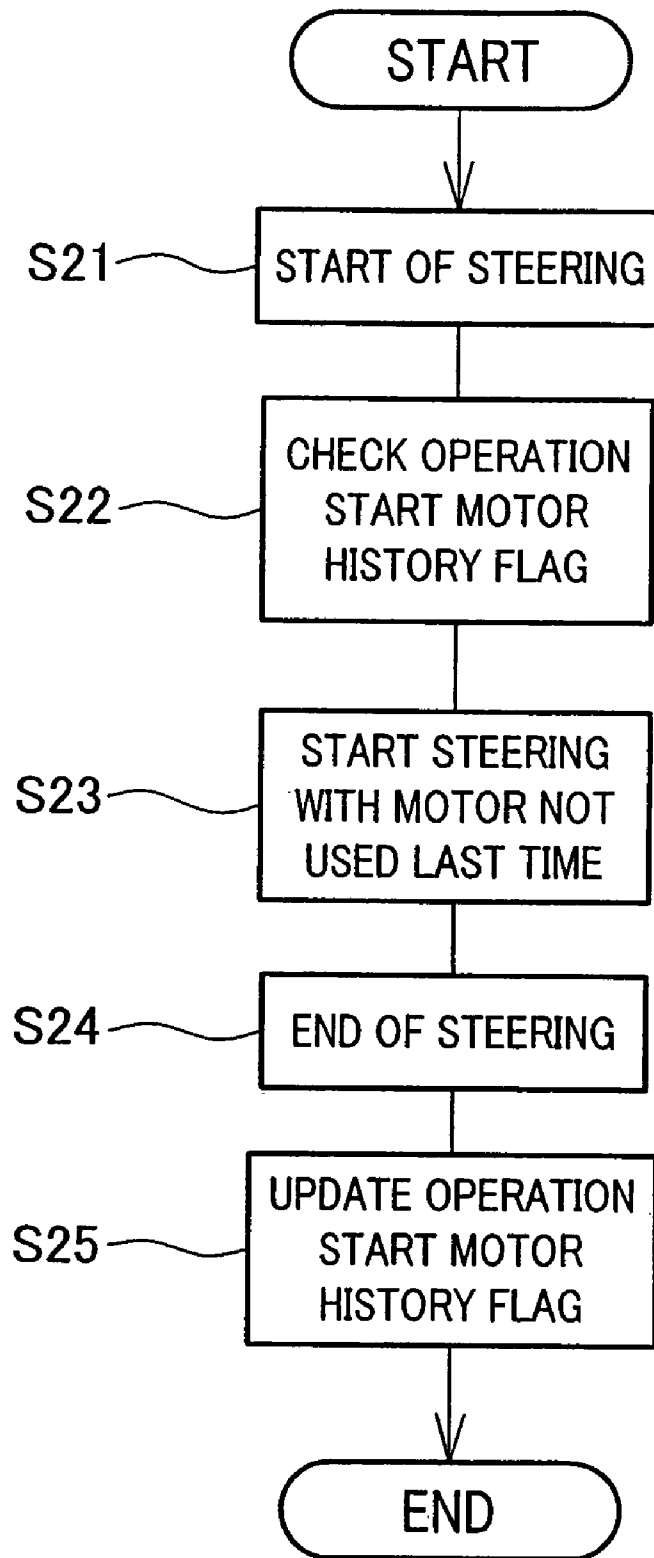 START
S21
START OF STEERING
S22
CHECK OPERATION
START MOTOR
HISTORY FLAG
S23
START STEERING
WITH MOTOR NOT
USED LAST TIME
S24
END OF STEERING
S25
UPDATE OPERATION
START MOTOR
HISTORY FLAG
END